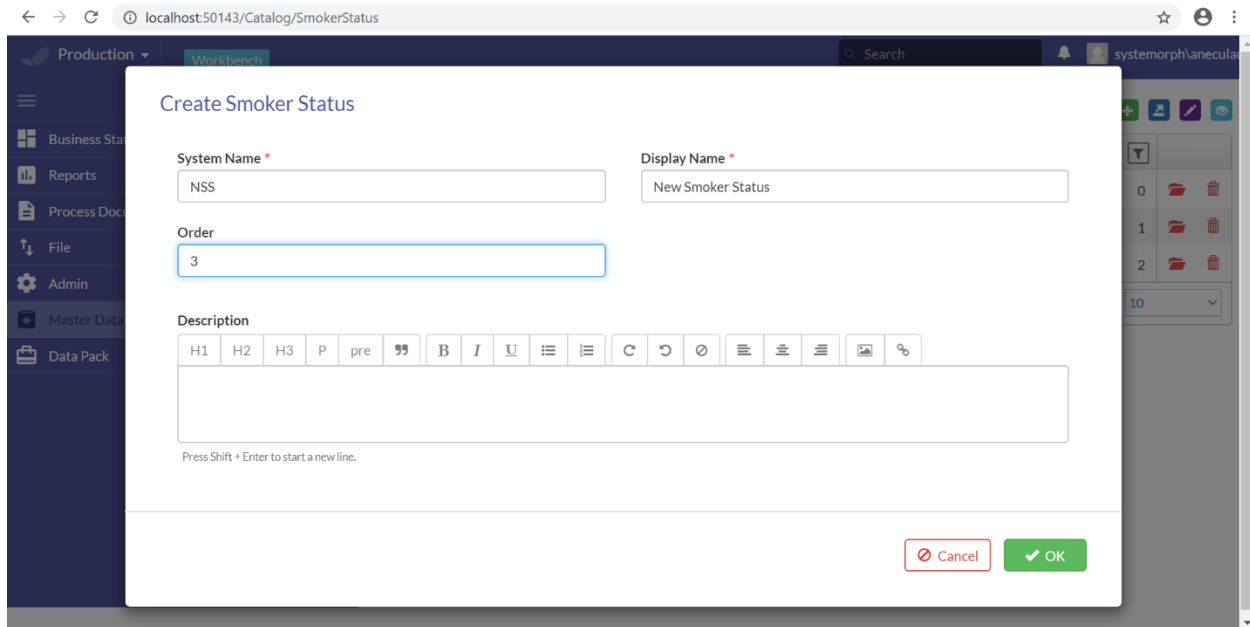 localhost:50143/Catalog/SmokerStatus
Production
Workbench
Search
systemorph\anecula
Create Smoker Status
Business Sta
Reports
Process Doc
File
Admin
Master Data
Data Pack
System Name *
Display Name *
NSS
New Smoker Status
Order
3
Description
H1 H2 H3 P pre B I U
Press Shift + Enter to start a new line.
0
1
2
10
Cancel
OK